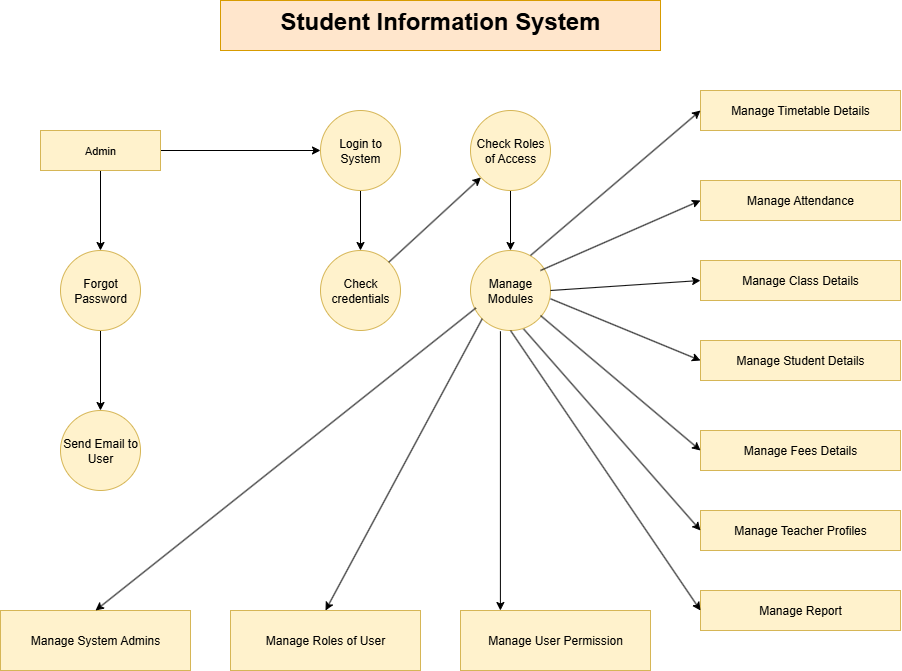 Student Information System
Manage Timetable Details
Admin
Login to
System
Check Roles
of Access
Manage Attendance
Forgot
Password
Check
credentials
Manage
Modules
Manage Class Details
Manage Student Details
Send Email to
User
Manage Fees Details
Manage Teacher Profiles
Manage Report
Manage System Admins
Manage Roles of User
Manage User Permission